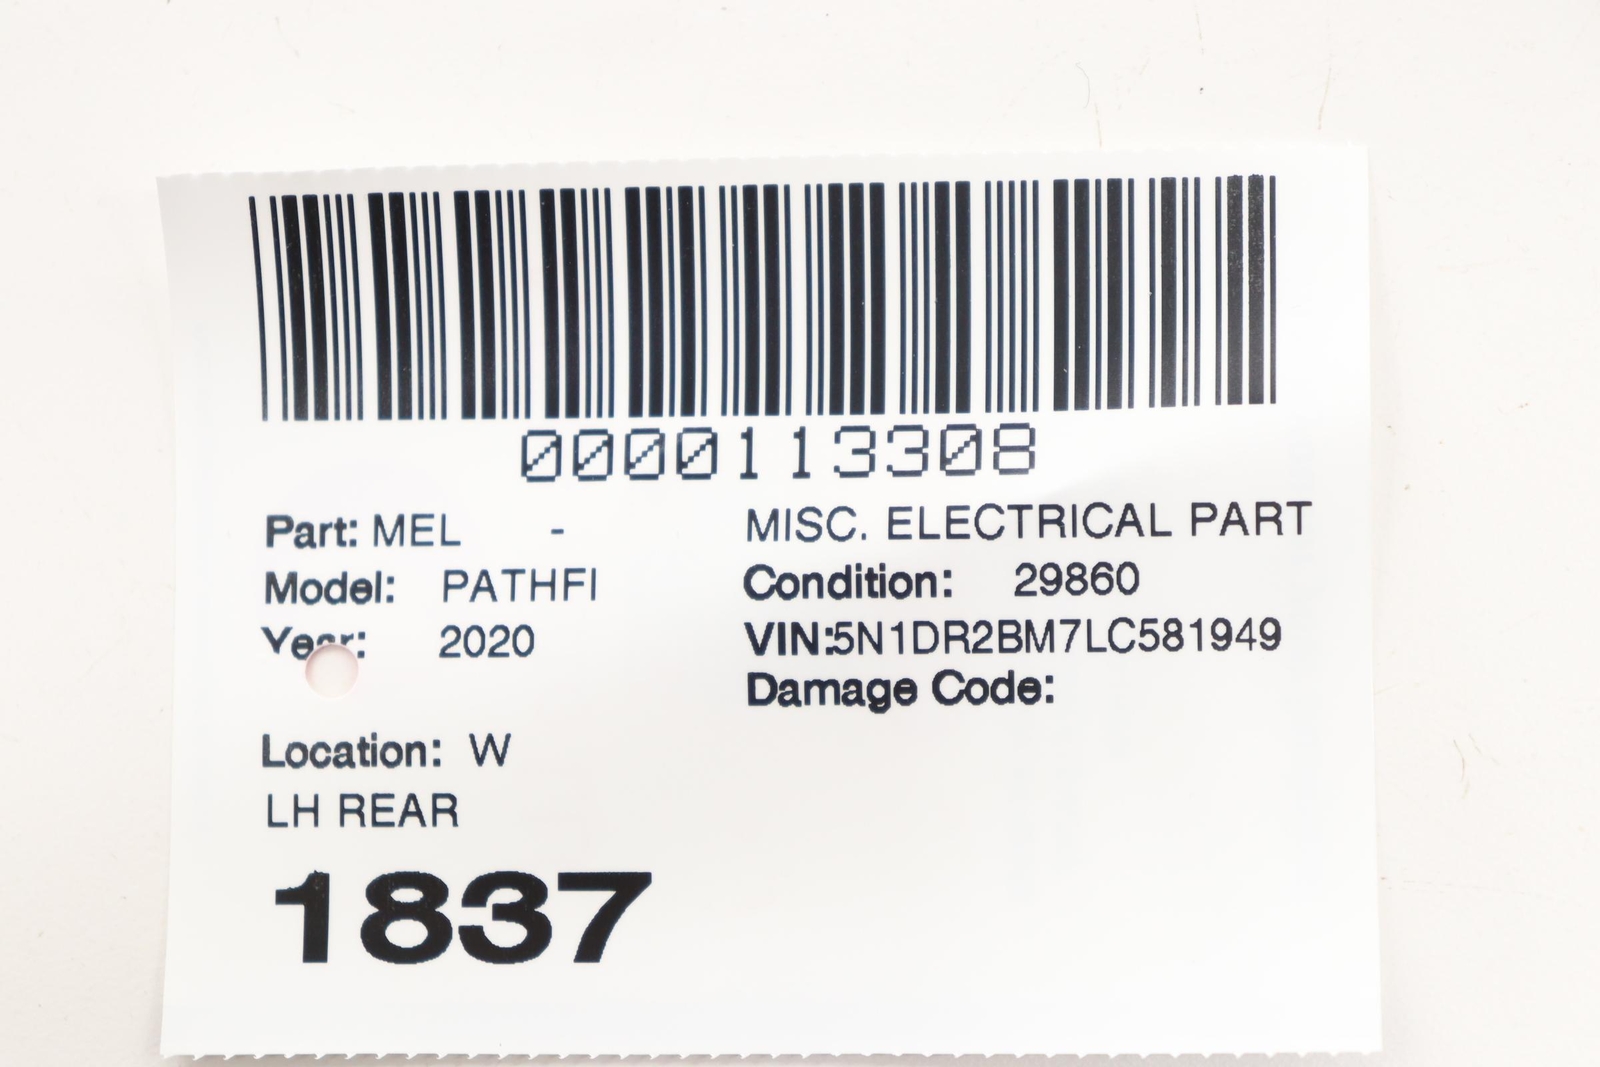 0000113308
Part: MEL - MISC. ELECTRICAL PART
Model: PATHFI Condition: 29860
Year: 2020 VIN:5N1DR2BM7LC581949
Damage Code:
Location: W
LH REAR
1837